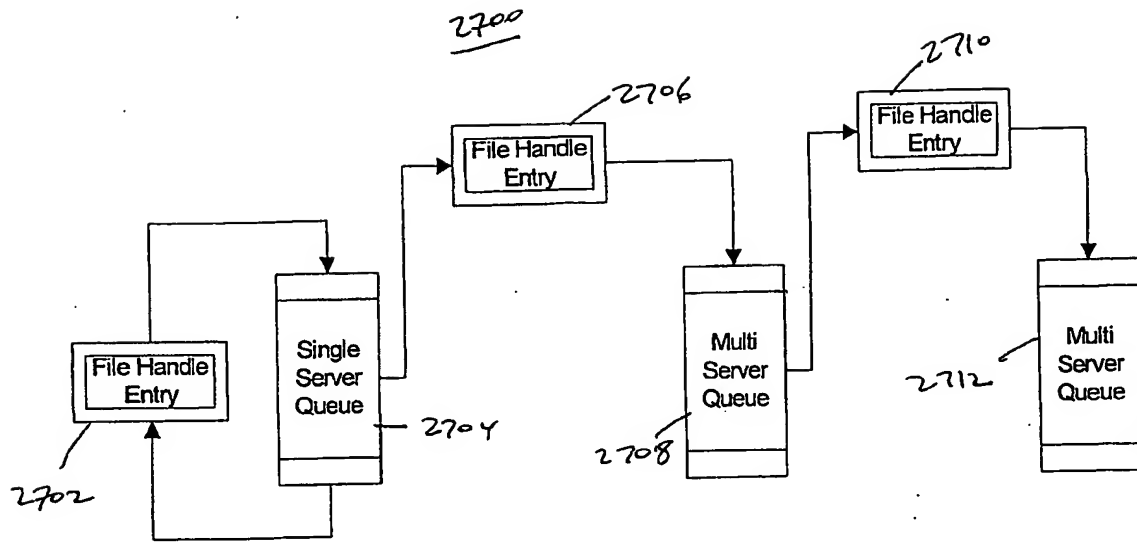 2700
2706
File Handle
Entry
2710
File Handle
Entry
File Handle
Entry
2702
Single
Server
Queue
2704
Multi
Server
Queue
2708
Multi
Server
Queue
2712